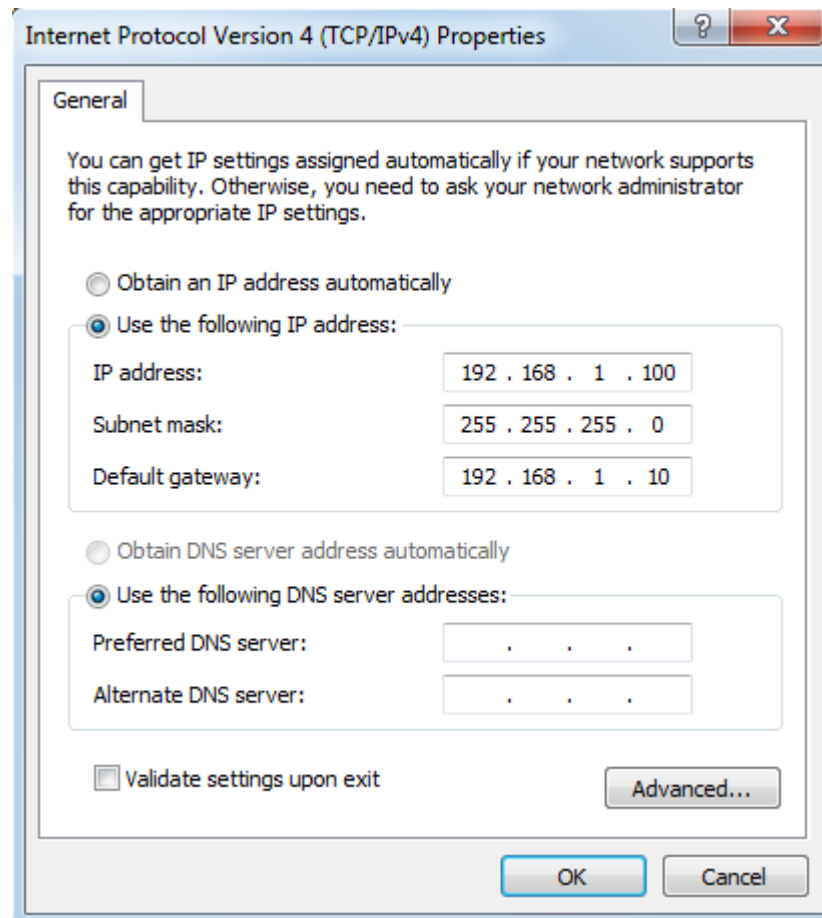 Internet Protocol Version 4 (TCP/IPv4) Properties
?
General
You can get IP settings assigned automatically if your network supports
this capability. Otherwise, you need to ask your network administrator
for the appropriate IP settings.
Obtain an IP address automatically
Use the following IP address:
IP address: 192 . 168 . 1 . 100
Subnet mask: 255 . 255 . 255 . 0
Default gateway: 192 . 168 . 1 . 10
Obtain DNS server address automatically
Use the following DNS server addresses:
Preferred DNS server: . . .
Alternate DNS server: . . .
Validate settings upon exit
Advanced...
OK Cancel